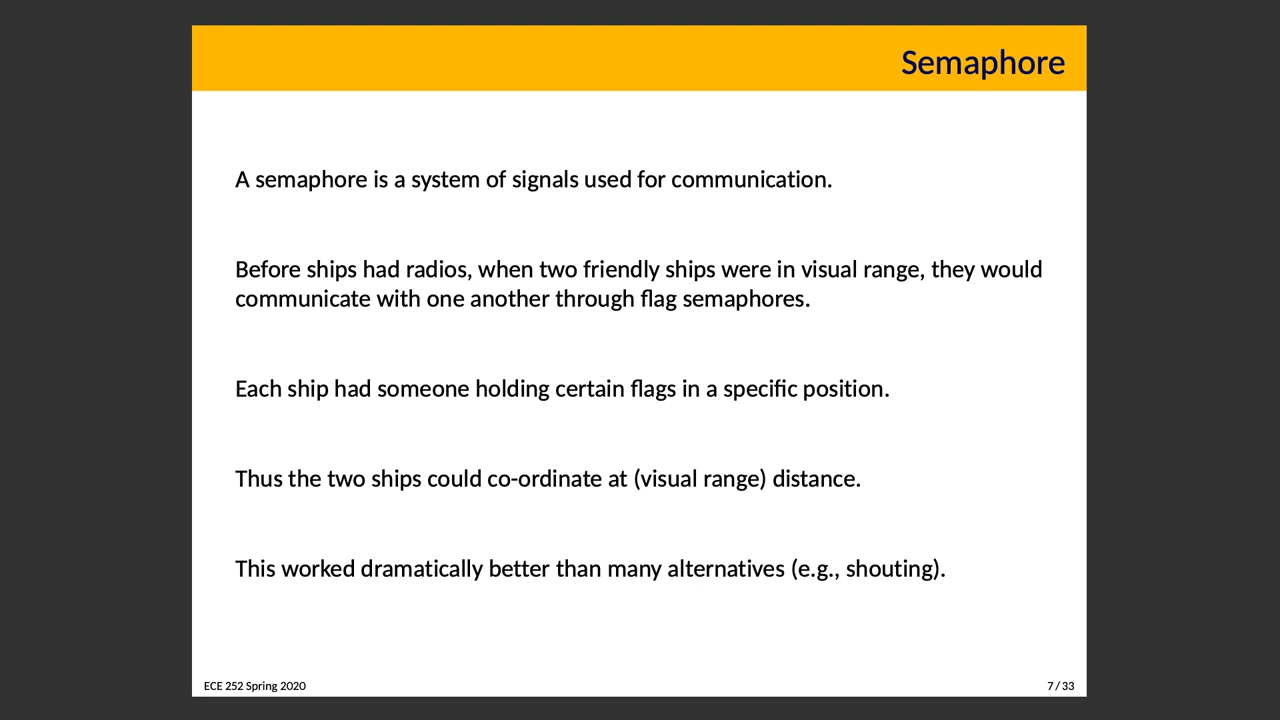 Semaphore
A semaphore is a system of signals used for communication.
Before ships had radios, when two friendly ships were in visual range, they would
communicate with one another through flag semaphores.
Each ship had someone holding certain flags in a specific position.
Thus the two ships could co-ordinate at (visual range) distance.
This worked dramatically better than many alternatives (e.g., shouting).
ECE 252 Spring 2020
7 / 33